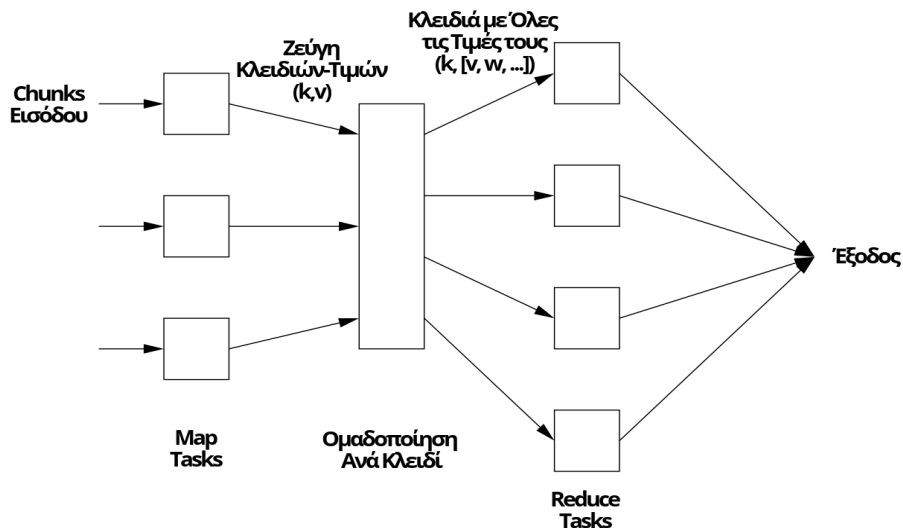 Chunks
Εισόδου
Ζεύγη
Κλειδιών-Τιμών
(k,v)
Κλειδιά με Όλες
τις Τιμές τους
(k, [v, w, ...])
Έξοδος
Map
Tasks
Ομαδοποίηση
Ανά Κλειδί
Reduce
Tasks